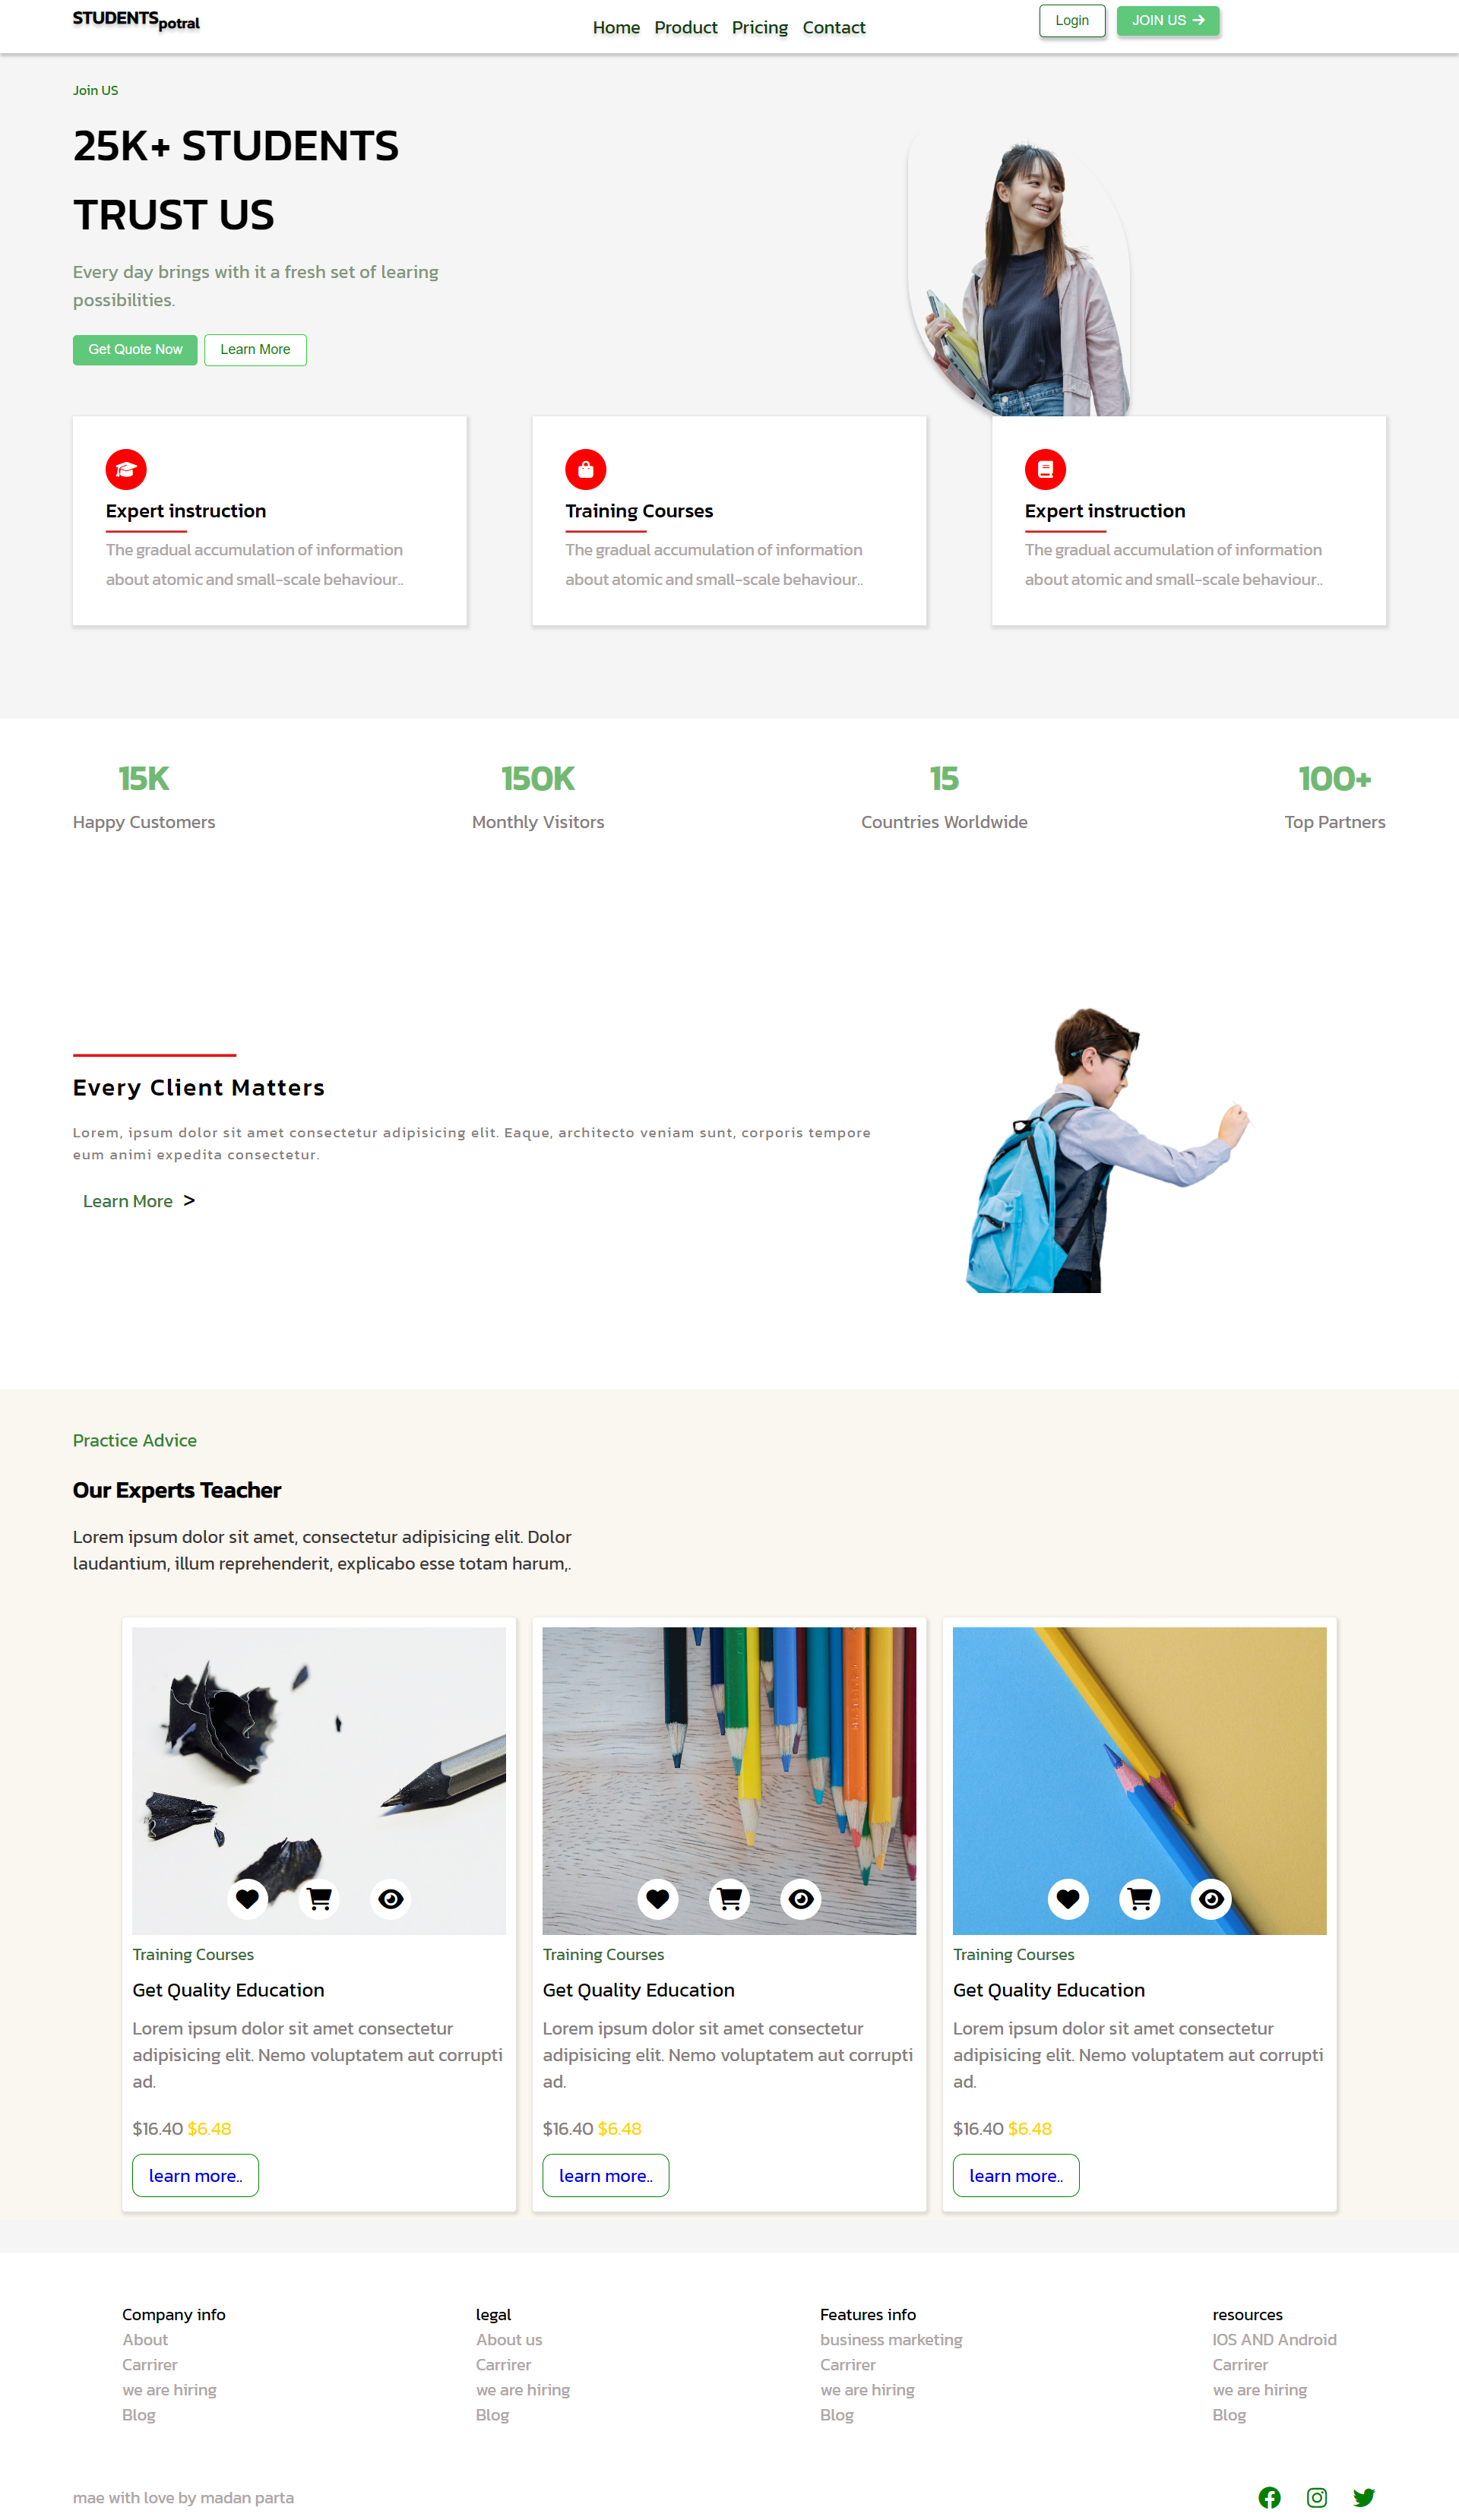 STUDENTSpotral
Home Product Pricing Contact
Login
JOIN US
Join US
25K+ STUDENTS
TRUST US
Every day brings with it a fresh set of learing
possibilities.
Get Quote Now
Learn More
Expert instruction
The gradual accumulation of information
about atomic and small-scale behaviour..
Training Courses
The gradual accumulation of information
about atomic and small-scale behaviour..
Expert instruction
The gradual accumulation of information
about atomic and small-scale behaviour..
15K
Happy Customers
150K
Monthly Visitors
15
Countries Worldwide
100+
Top Partners
Every Client Matters
Lorem, ipsum dolor sit amet consectetur adipisicing elit. Eaque, architecto veniam sunt, corporis tempore
eum animi expedita consectetur.
Learn More >
Practice Advice
Our Experts Teacher
Lorem ipsum dolor sit amet, consectetur adipisicing elit. Dolor
laudantium, illum reprehenderit, explicabo esse totam harum,.
Training Courses
Get Quality Education
Lorem ipsum dolor sit amet consectetur
adipisicing elit. Nemo voluptatem aut corrupti
ad.
$16.40 $6.48
learn more..
Training Courses
Get Quality Education
Lorem ipsum dolor sit amet consectetur
adipisicing elit. Nemo voluptatem aut corrupti
ad.
$16.40 $6.48
learn more..
Training Courses
Get Quality Education
Lorem ipsum dolor sit amet consectetur
adipisicing elit. Nemo voluptatem aut corrupti
ad.
$16.40 $6.48
learn more..
Company info
About
Carrirer
we are hiring
Blog
legal
About us
Carrirer
we are hiring
Blog
Features info
business marketing
Carrirer
we are hiring
Blog
resources
IOS AND Android
Carrirer
we are hiring
Blog
mae with love by madan parta